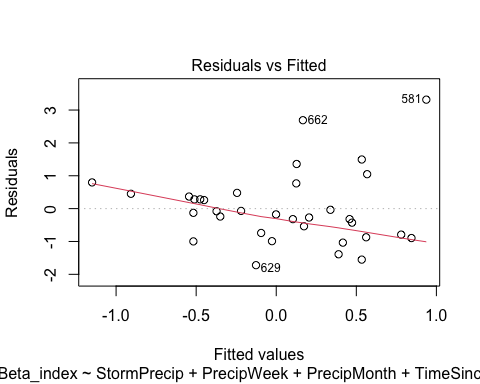 Residuals vs Fitted
581
662
629
Residuals
3
2
1
0
-1
-2
-1.0 -0.5 0.0 0.5 1.0
Fitted values
Beta_index ~ StormPrecip + PrecipWeek + PrecipMonth + TimeSinc